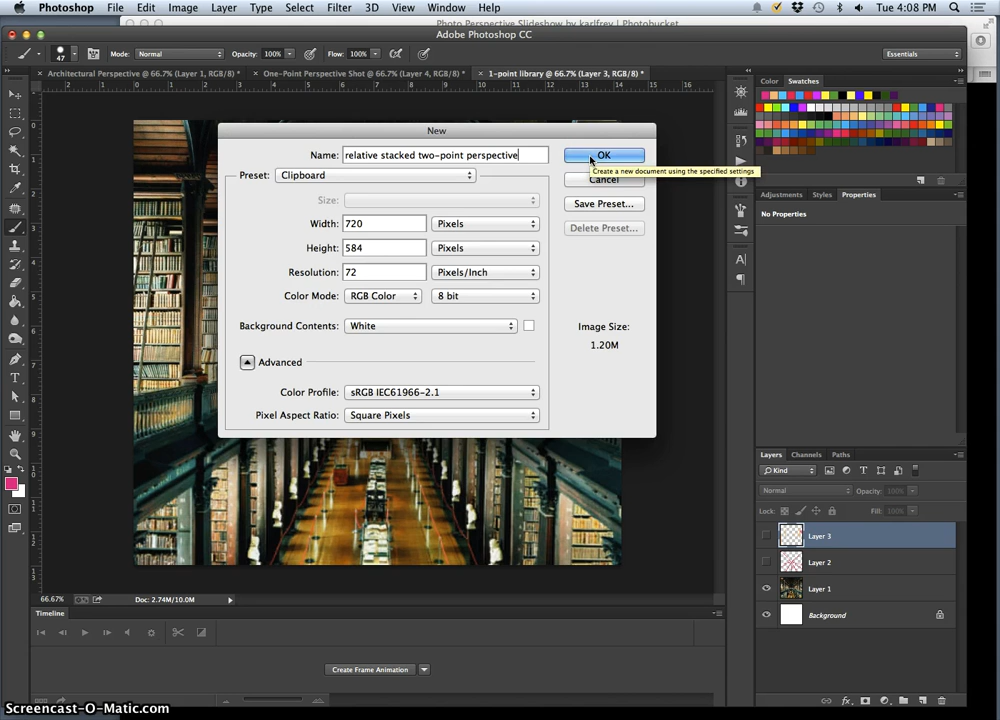 Photoshop File Edit Image Layer Type Select Filter 3D View Window Help Tue 4:08 PM
Photo Perspective Slideshow by karlfrey | Photobucket
Adobe Photoshop CC
47 Mode: Normal Opacity: 100% Flow: 100% Essentials
Architectural Perspective @ 66.7% (Layer 1, RGB/8) * One-Point Perspective Shot @ 66.7% (Layer 4, RGB/8) * 1-point library @ 66.7% (Layer 3, RGB/8) *
Color Swatches
New
Name: relative stacked two-point perspective OK
Create a new document using the specified settings
Preset: Clipboard Cancel
Size: Save Preset...
Width: 720 Pixels Delete Preset...
Height: 584 Pixels
Resolution: 72 Pixels/Inch
Color Mode: RGB Color 8 bit
Background Contents: White Image Size:
1.20M
Advanced
Color Profile: sRGB IEC61966-2.1
Pixel Aspect Ratio: Square Pixels
Adjustments Styles Properties
No Properties
Layers Channels Paths
Kind
Normal Opacity: 100%
Lock: Fill: 100%
Layer 3
Layer 2
Layer 1
Background
66.67% Doc: 2.74M/10.0M
Timeline
Create Frame Animation
Screencast-O-Matic.com